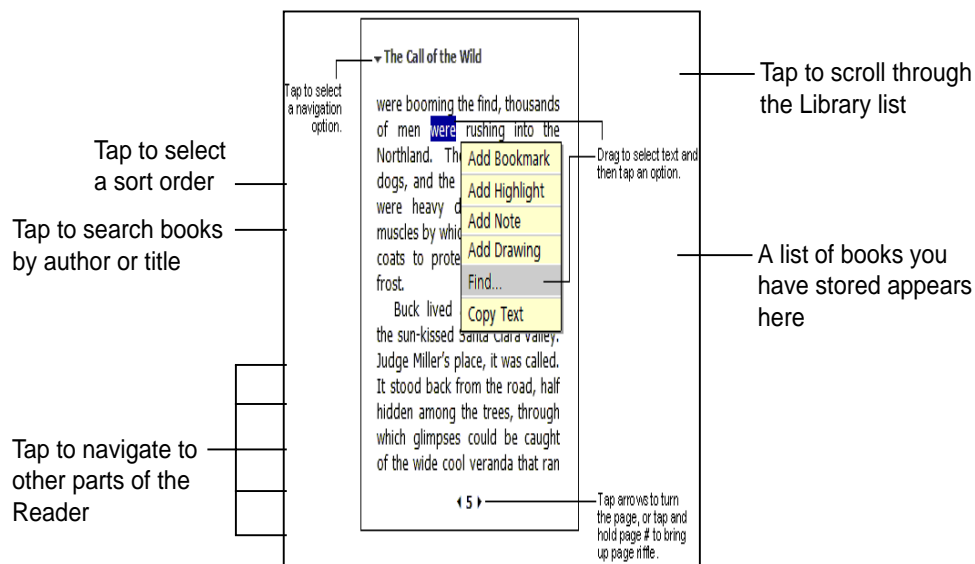 Tap to select
a sort order
Tap to search books
by author or title
Tap to navigate to
other parts of the
Reader
Tap to select
a navigation
option.
The Call of the Wild
were booming the find, thousands
of men were rushing into the
Northland. The
dogs, and the
were heavy d
muscles by whic
coats to prote
frost.
Buck lived
the sun-kissed Santa Clara valley.
Judge Miller's place, it was called.
It stood back from the road, half
hidden among the trees, through
which glimpses could be caught
of the wide cool veranda that ran
5
Add Bookmark
Add Highlight
Add Note
Add Drawing
Find...
Copy Text
Drag to select text and
then tap an option.
Tap arrows to turn
the page, or tap and
hold page # to bring
up page riffle.
Tap to scroll through
the Library list
A list of books you
have stored appears
here